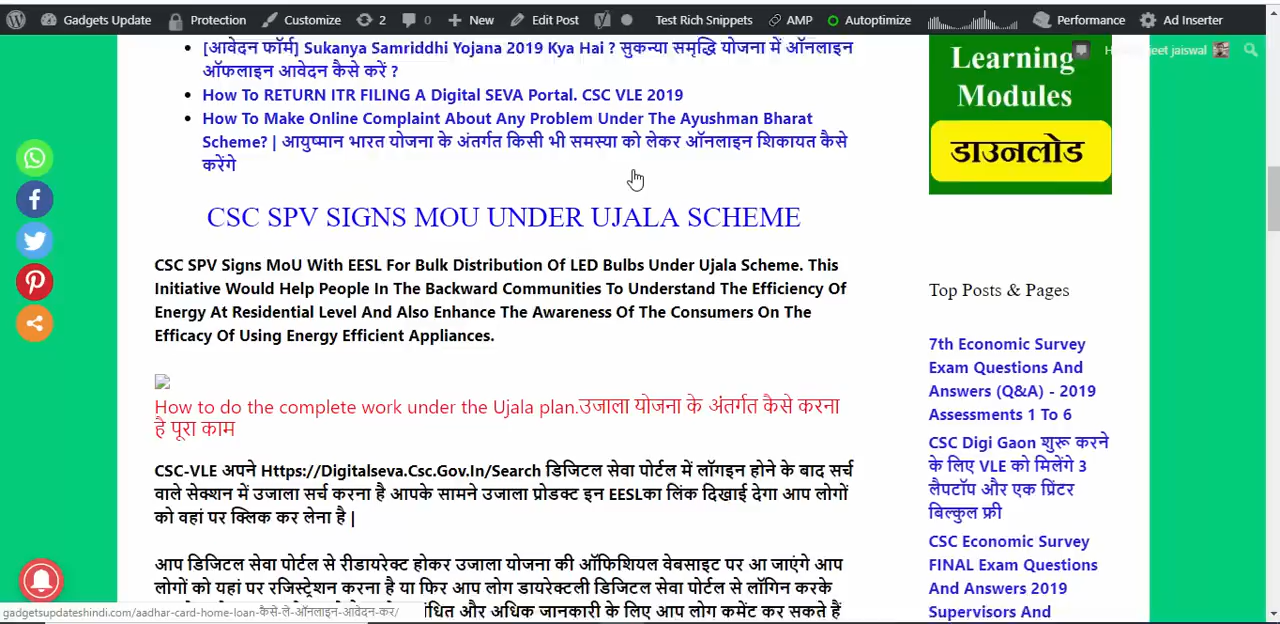 Gadgets Update Protection Customize 2 0 New Edit Post Test Rich Snippets AMP Autoptimize Performance Ad Inserter
[आवेदन फॉर्म] Sukanya Samriddhi Yojana 2019 Kya Hai ? सुकन्या समृद्धि योजना में ऑनलाइन
ऑफलाइन आवेदन कैसे करें ?
How To RETURN ITR FILING A Digital SEVA Portal. CSC VLE 2019
How To Make Online Complaint About Any Problem Under The Ayushman Bharat
Scheme? | आयुष्मान भारत योजना के अंतर्गत किसी भी समस्या को लेकर ऑनलाइन शिकायत कैसे
करेंगे
CSC SPV SIGNS MOU UNDER UJALA SCHEME
CSC SPV Signs MoU With EESL For Bulk Distribution Of LED Bulbs Under Ujala Scheme. This
Initiative Would Help People In The Backward Communities To Understand The Efficiency Of
Energy At Residential Level And Also Enhance The Awareness Of The Consumers On The
Efficacy Of Using Energy Efficient Appliances.
How to do the complete work under the Ujala plan.उजाला योजना के अंतर्गत कैसे करना
है पूरा काम
CSC-VLE अपने Https://Digitalseva.Csc.Gov.In/Search डिजिटल सेवा पोर्टल में लॉगइन होने के बाद सर्च
वाले सेक्शन में उजाला सर्च करना है आपके सामने उजाला प्रोडक्ट इन EESLका लिंक दिखाई देगा आप लोगों
को वहां पर क्लिक कर लेना है |
आप डिजिटल सेवा पोर्टल से रीडायरेक्ट होकर उजाला योजना की ऑफिशियल वेबसाइट पर आ जाएंगे आप
लोगों को यहां पर रजिस्ट्रेशन करना है या फिर आप लोग डायरेक्टली डिजिटल सेवा पोर्टल से लॉगिन करके
और अधिक जानकारी के लिए आप लोग कमेंट कर सकते हैं
gadgetsupdateshindi.com/aadhar-card-home-loan-कैसे-ले-ऑनलाइन-आवेदन-कर/
jaiswal
Learning
Modules
डाउनलोड
Top Posts & Pages
7th Economic Survey
Exam Questions And
Answers (Q&A) - 2019
Assessments 1 To 6
CSC Digi Gaon शुरू करने
के लिए VLE को मिलेंगे 3
लैपटॉप और एक प्रिंटर
बिल्कुल फ्री
CSC Economic Survey
FINAL Exam Questions
And Answers 2019
Supervisors And